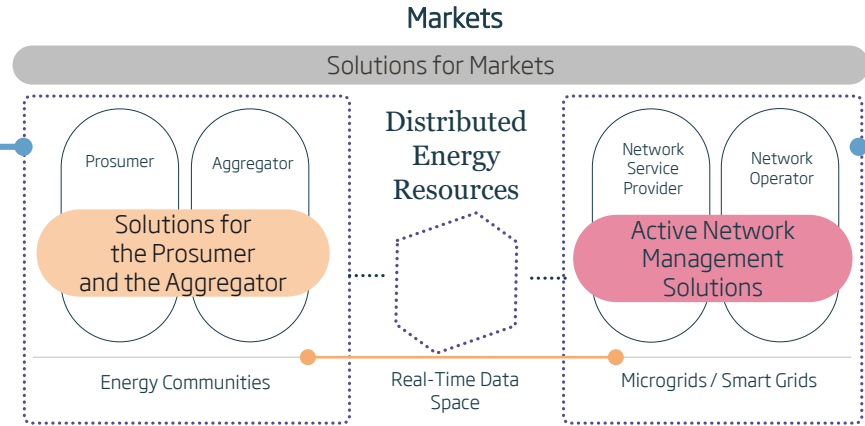 Markets
Solutions for Markets
Prosumer
Aggregator
Solutions for
the Prosumer
and the Aggregator
Distributed
Energy
Resources
Network
Service
Provider
Network
Operator
Active Network
Management
Solutions
Energy Communities
Real-Time Data
Space
Microgrids / Smart Grids